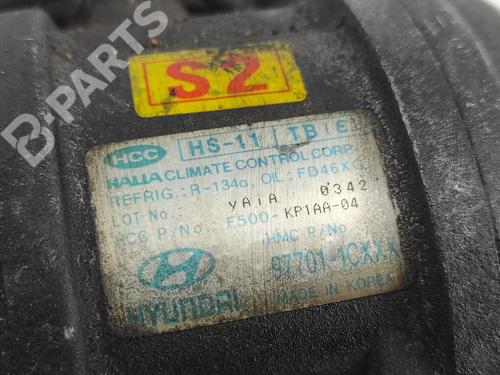 B-Parts
S2
HCC HS-11 TB E
HALLA CLIMATE CONTROL CORP.
REFRIG.: R-134a, OIL: FD46XG
LOT No.: YAiA 0342
HCC P/No.: F500-KP1AA-04
HMC P/No.
97701-1CXXX
HYUNDAI MADE IN KOREA